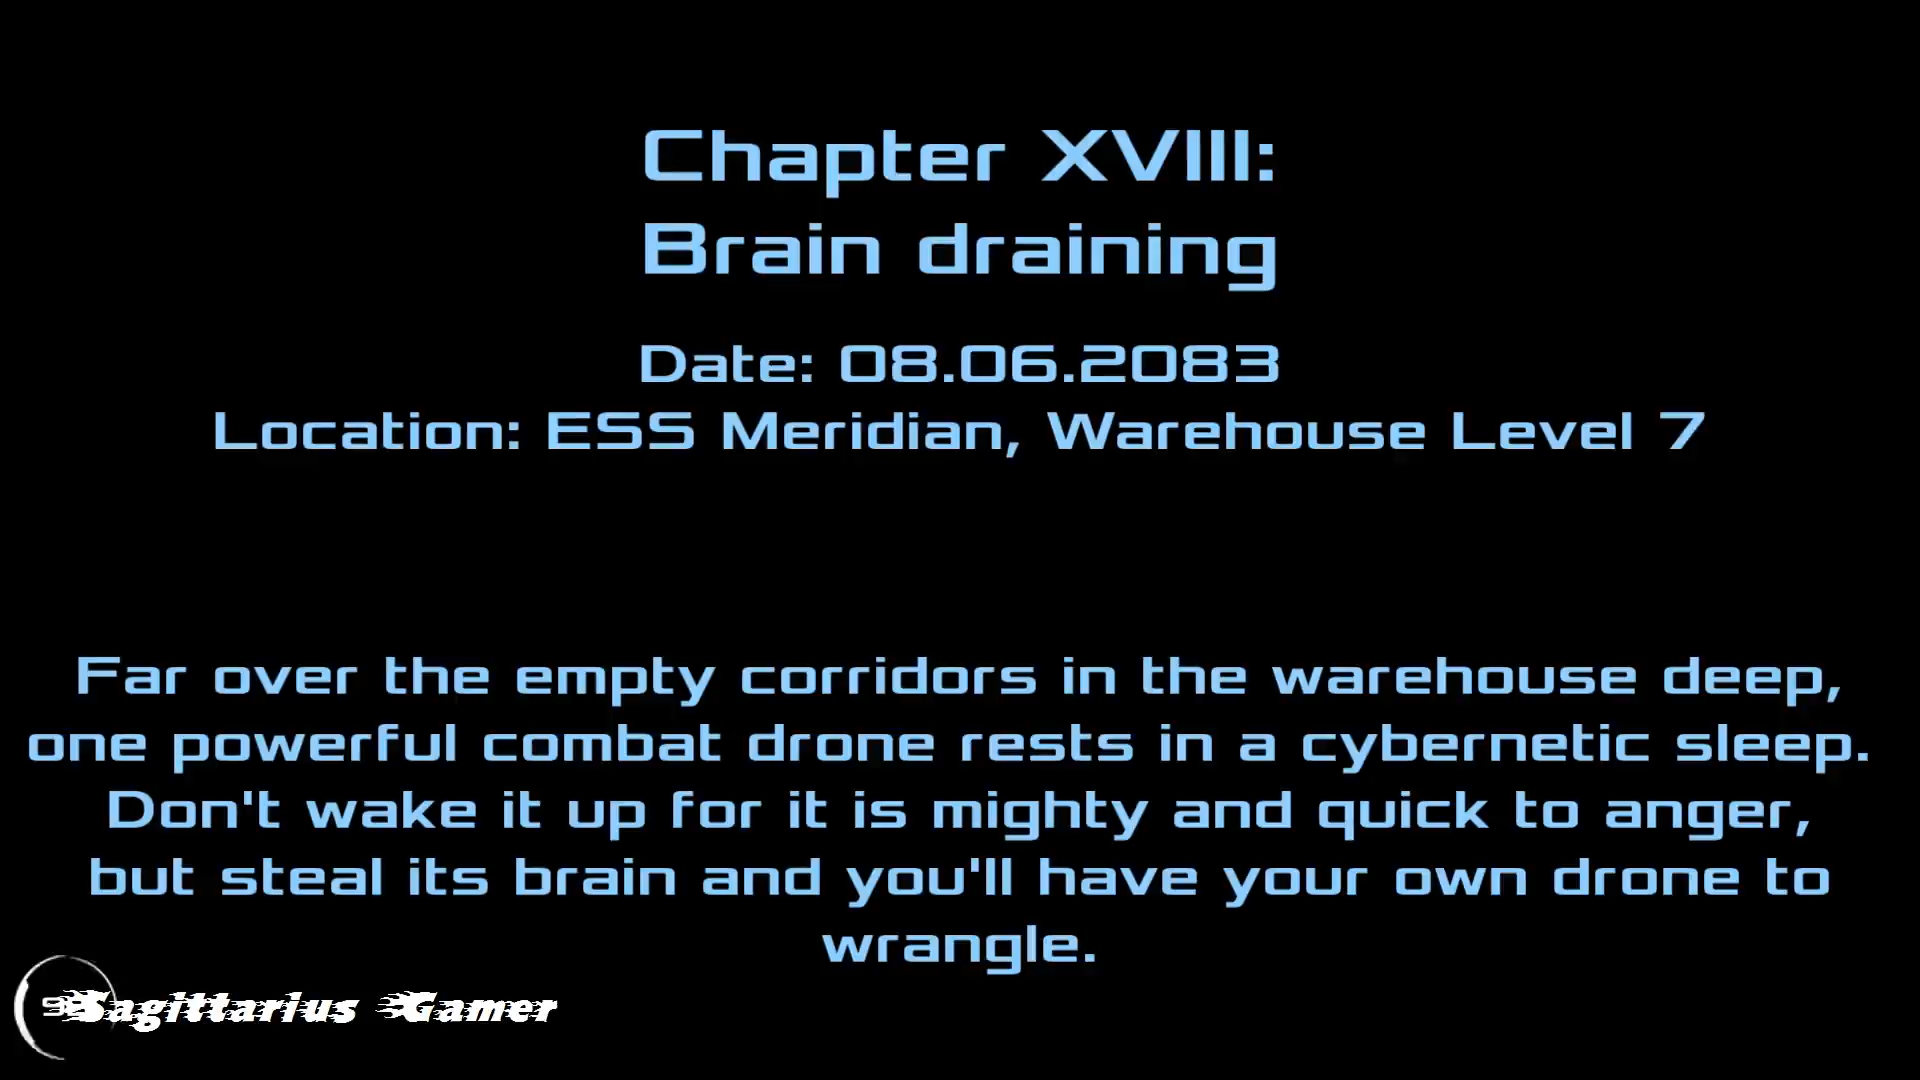 Chapter XVIII:
Brain draining
Date: 08.06.2083
Location: ESS Meridian, Warehouse Level 7
Far over the empty corridors in the warehouse deep,
one powerful combat drone rests in a cybernetic sleep.
Don't wake it up for it is mighty and quick to anger,
but steal its brain and you'll have your own drone to
wrangle.
Sagittarius Gamer